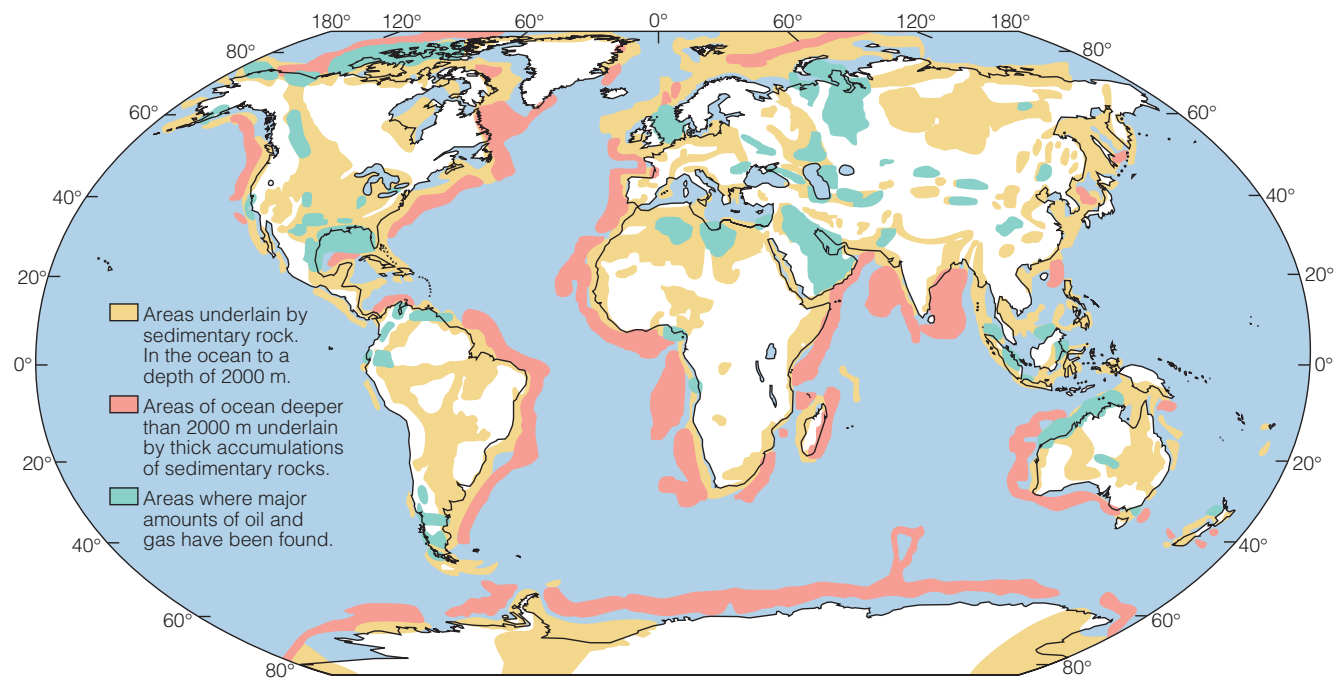 180° 120° 60° 0° 60° 120° 180°
80° 80°
60° 60°
40° 40°
20° 20°
0° 0°
20° 20°
40° 40°
60° 60°
80° 80°
Areas underlain by
sedimentary rock.
In the ocean to a
depth of 2000 m.
Areas of ocean deeper
than 2000 m underlain
by thick accumulations
of sedimentary rocks.
Areas where major
amounts of oil and
gas have been found.